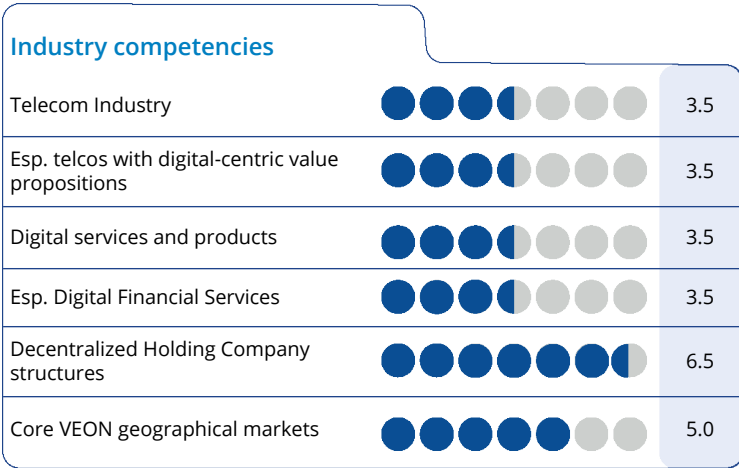 Industry competencies
Telecom Industry 3.5
Esp. telcos with digital-centric value
propositions 3.5
Digital services and products 3.5
Esp. Digital Financial Services 3.5
Decentralized Holding Company
structures 6.5
Core VEON geographical markets 5.0